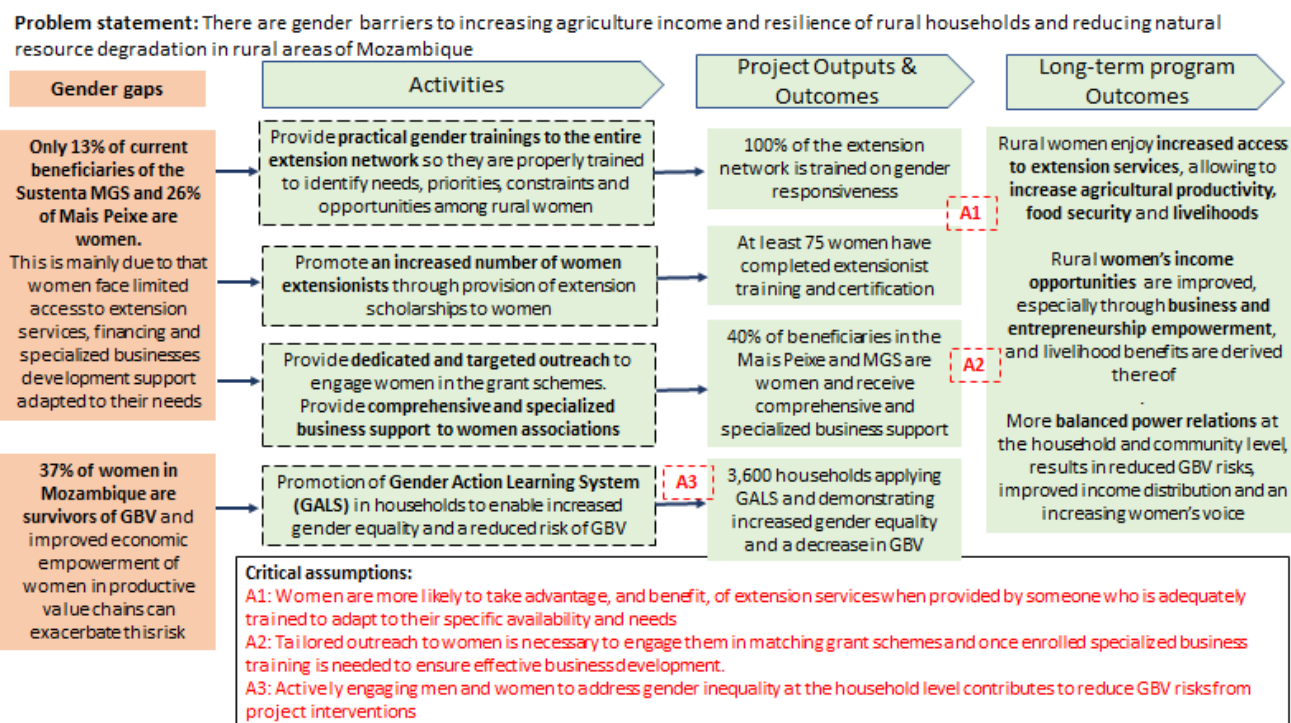 Problem statement: There are gender barriers to increasing agriculture income and resilience of rural households and reducing natural
resource degradation in rural areas of Mozambique
Gender gaps
Activities
Project Outputs &
Outcomes
Long-term program
Outcomes
Only 13% of current
beneficiaries of the
Sustenta MGS and 26%
of Mais Peixe are
women.
This is mainly due to that
women face limited
access to extension
services, financing and
specialized businesses
development support
adapted to their needs
37% of women in
Mozambique are
survivors of GBV and
improved economic
empowerment of
women in productive
value chains can
exacerbate this risk
Provide practical gender trainings to the entire
extension network so they are properly trained
to identify needs, priorities, constraints and
opportunities among rural women
Promote an increased number of women
extensionists through provision of extension
scholarships to women
Provide dedicated and targeted outreach to
engage women in the grant schemes.
Provide comprehensive and specialized
business support to women associations
Promotion of Gender Action Learning System
(GALS) in households to enable increased
gender equality and a reduced risk of GBV
A3
100% of the extension
network is trained on gender
responsiveness
At least 75 women have
completed extensionist
training and certification
40% of beneficiaries in the
Mais Peixe and MGS are
women and receive
comprehensive and
specialized business support
3,600 households applying
GALS and demonstrating
increased gender equality
and a decrease in GBV
A1
A2
Rural women enjoy increased access
to extension services, allowing to
increase agricultural productivity,
food security and livelihoods
Rural women's income
opportunities are improved,
especially through business and
entrepreneurship empowerment,
and livelihood benefits are derived
thereof
.
More balanced power relations at
the household and community level,
results in reduced GBV risks,
improved income distribution and an
increasing women's voice
Critical assumptions:
A1: Women are more likely to take advantage, and benefit, of extension services when provided by someone who is adequately
trained to adapt to their specific availability and needs
A2: Tailored outreach to women is necessary to engage them in matching grant schemes and once enrolled specialized business
training is needed to ensure effective business development.
A3: Actively engaging men and women to address gender inequality at the household level contributes to reduce GBV risks from
project interventions